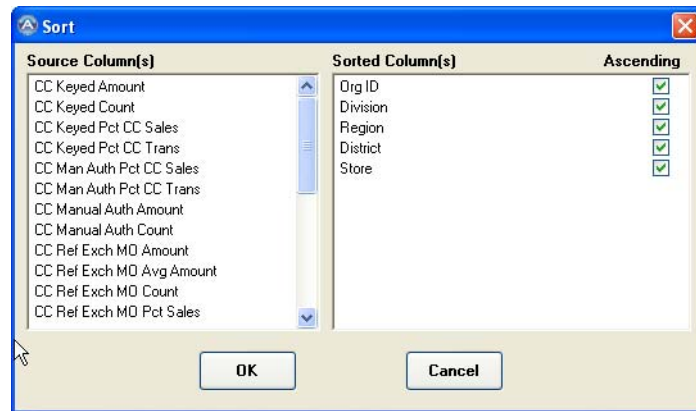 Sort
Source Column(s)
CC Keyed Amount
CC Keyed Count
CC Keyed Pct CC Sales
CC Keyed Pct CC Trans
CC Man Auth Pct CC Sales
CC Man Auth Pct CC Trans
CC Manual Auth Amount
CC Manual Auth Count
CC Ref Exch MO Amount
CC Ref Exch MO Avg Amount
CC Ref Exch MO Count
CC Ref Exch MO Pct Sales
Sorted Column(s) Ascending
Org ID
Division
Region
District
Store
OK
Cancel